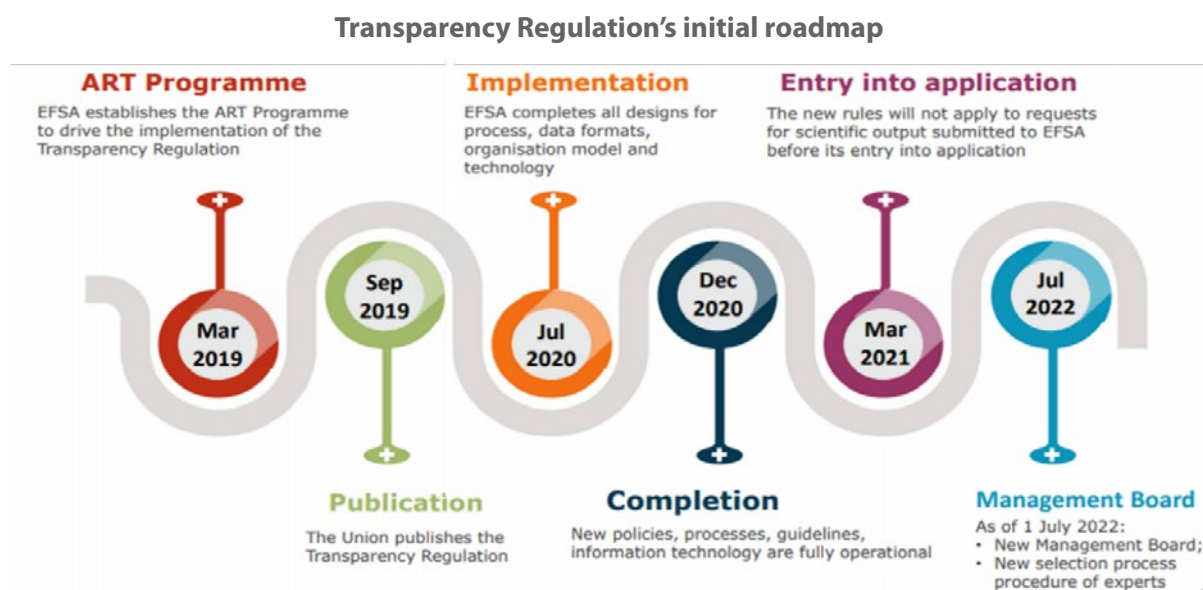 Transparency Regulation’s initial roadmap
ART Programme
EFSA establishes the ART Programme
to drive the implementation of the
Transparency Regulation
Implementation
EFSA completes all designs for
process, data formats,
organisation model and
technology
Entry into application
The new rules will not apply to requests
for scientific output submitted to EFSA
before its entry into application
Mar
2019
Sep
2019
Jul
2020
Dec
2020
Mar
2021
Jul
2022
Publication
The Union publishes the
Transparency Regulation
Completion
New policies, processes, guidelines,
information technology are fully operational
Management Board
As of 1 July 2022:
• New Management Board;
• New selection process
procedure of experts